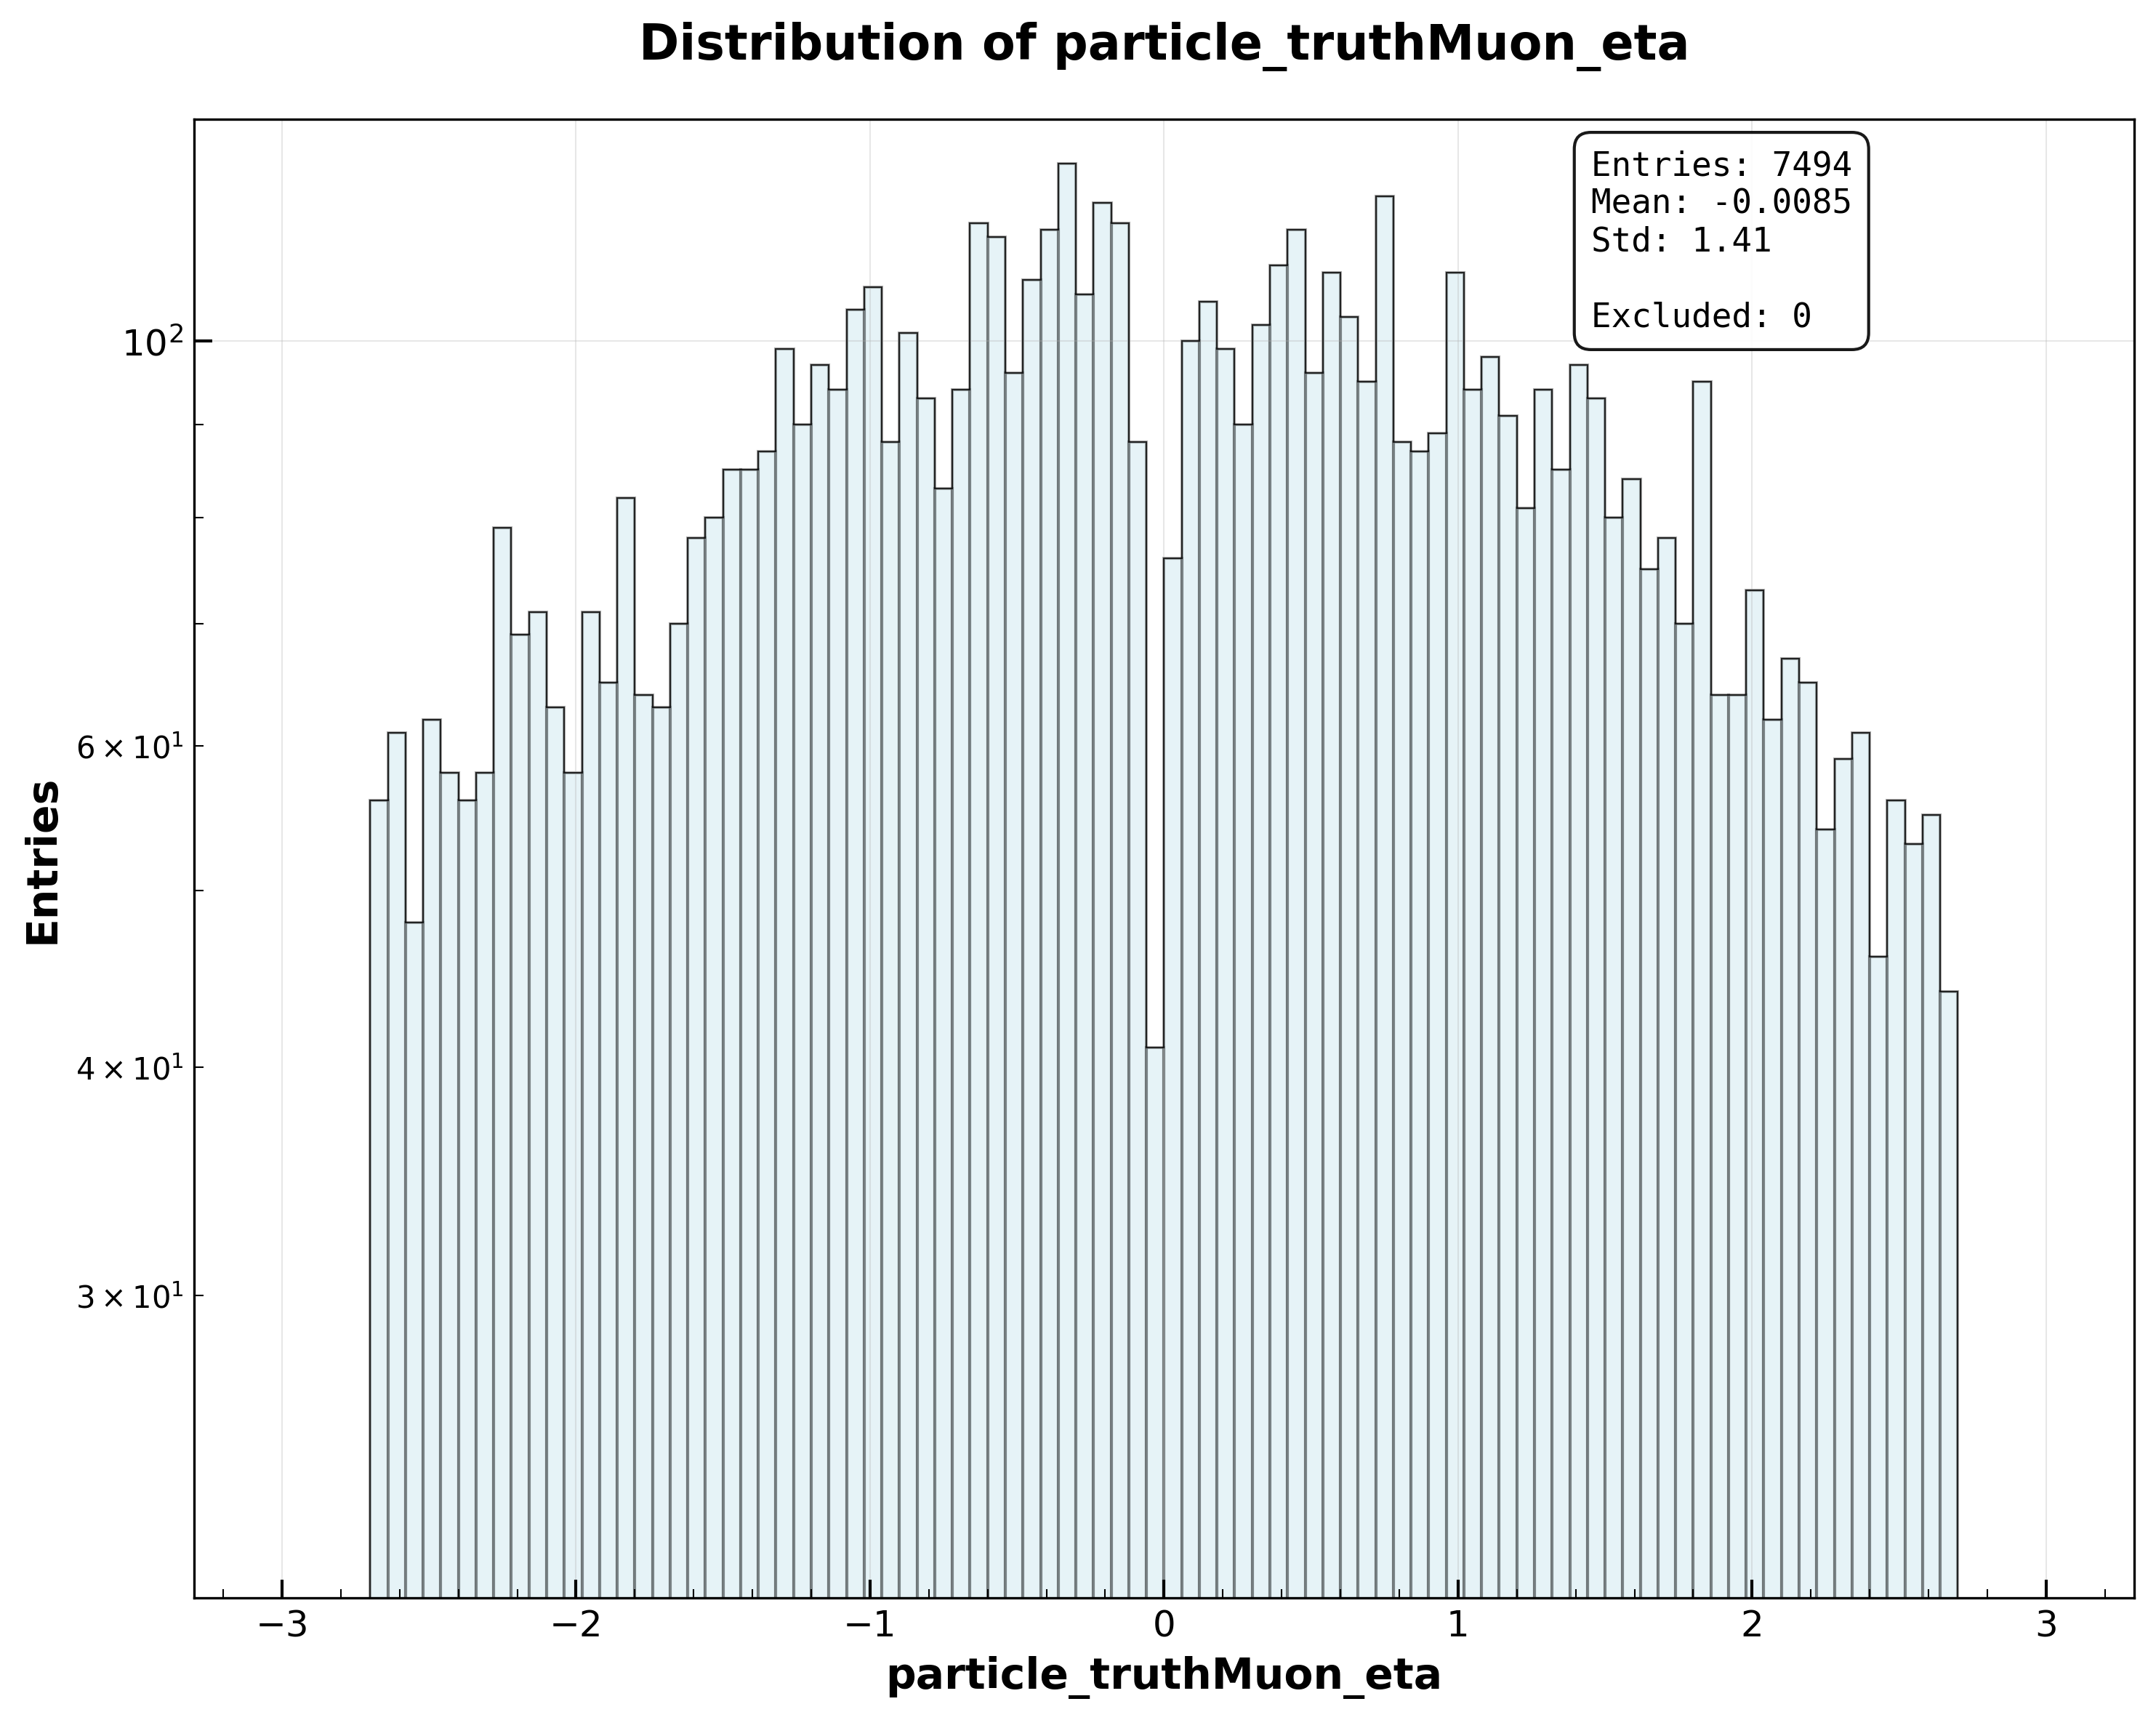 Distribution of particle_truthMuon_eta
Entries: 7494
Mean: -0.0085
Std: 1.41
Excluded: 0
10²
6×10¹
4×10¹
3×10¹
Entries
−3 −2 −1 0 1 2 3
particle_truthMuon_eta